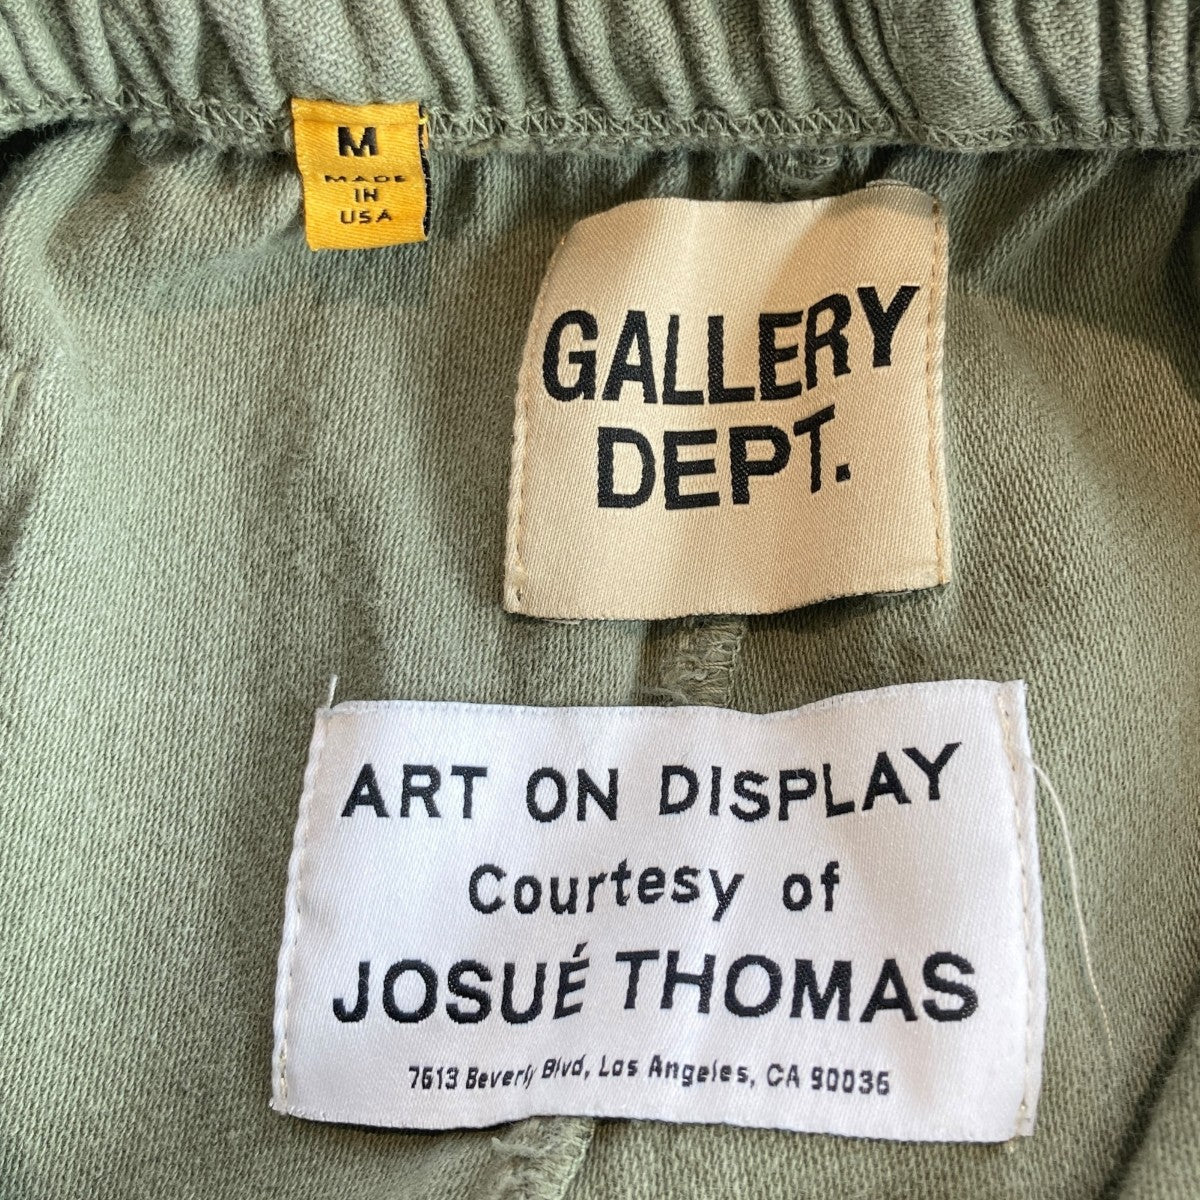 M
MADE
IN
USA
GALLERY
DEPT.
ART ON DISPLAY
Courtesy of
JOSUÉ THOMAS
7613 Beverly Blvd, Los Angeles, CA 90036